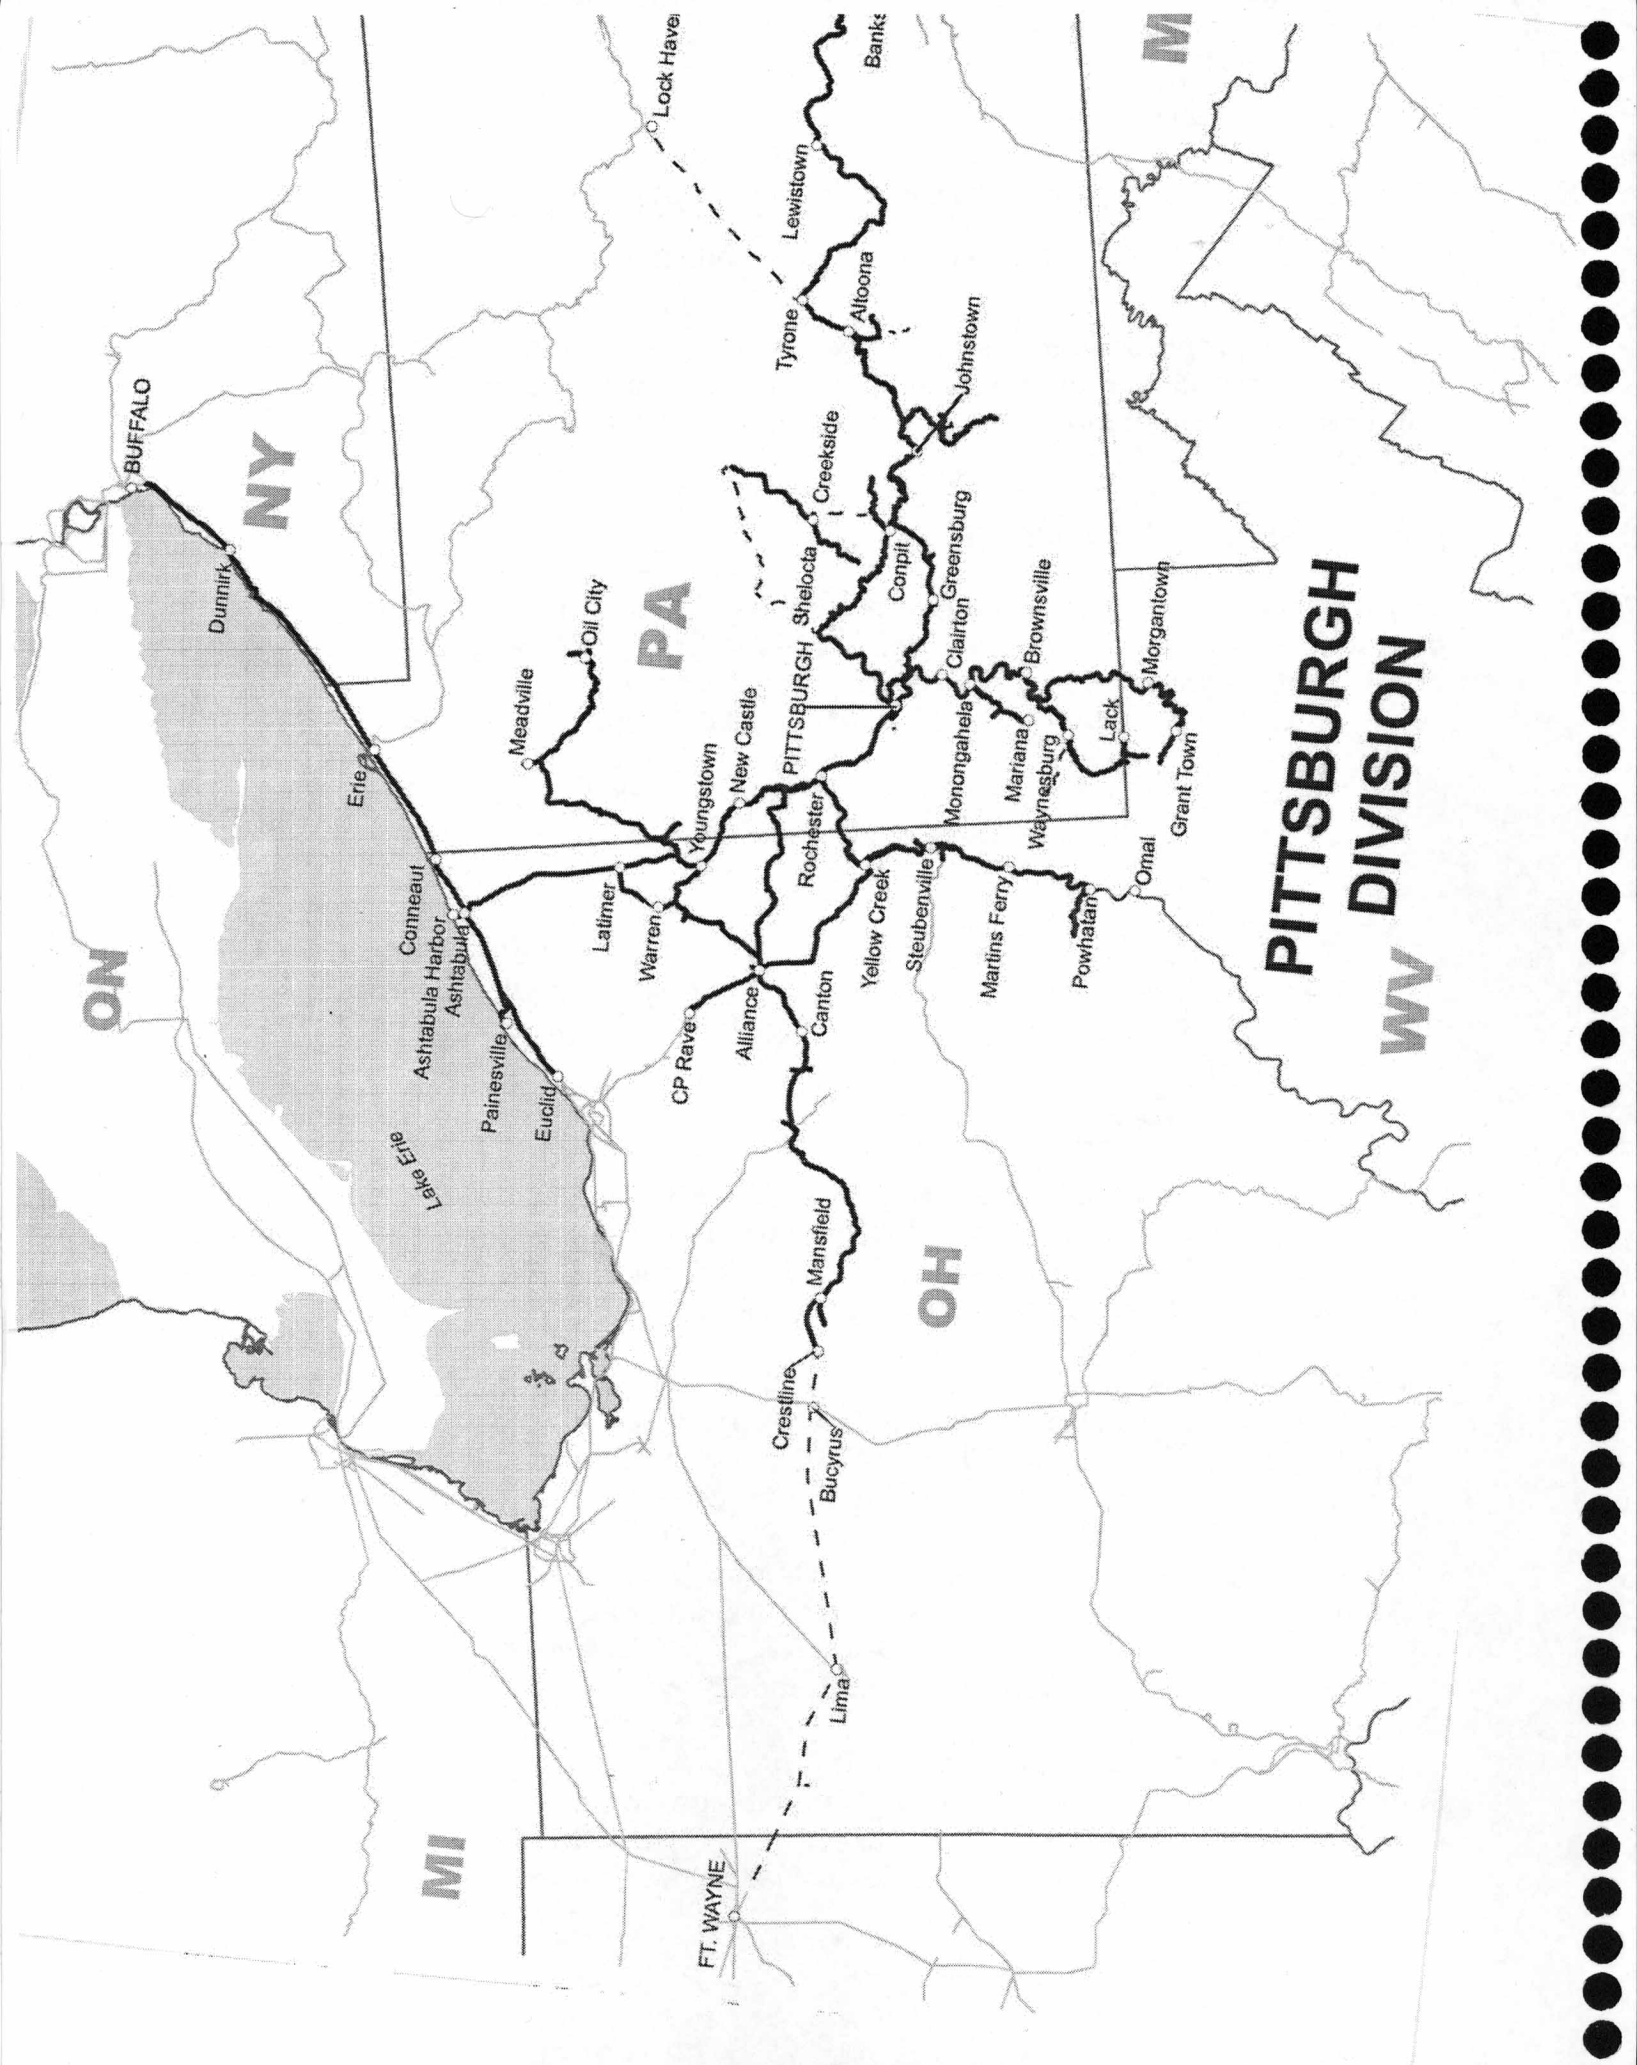 ON
BUFFALO
Dunnirk
NY
Erie
Lake Erie
Conneaut
Ashtabula Harbor
Ashtabula
MI
Painesville
Meadville
Euclid
Oil City
Latimer
Warren
PA
Lock Have
CP Rave
Youngstown
FT. WAYNE
New Castle
Alliance
Crestline
Tyrone
Lewistown
PITTSBURGH
Shelocta
Rochester
Canton
Mansfield
Creekside
Bucyrus
Lima
Altoona
Banks
Yellow Creek
Conpit
Steubenville
OH
Monongahela
Clairton
Greensburg
Johnstown
Martins Ferry
Mariana
Waynesburg
Brownsville
Powhatan
Lack
Omal
Morgantown
M
Grant Town
PITTSBURGH
DIVISION
WV